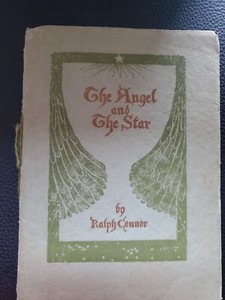 The Angel
and
The Star
by
Ralph Connor